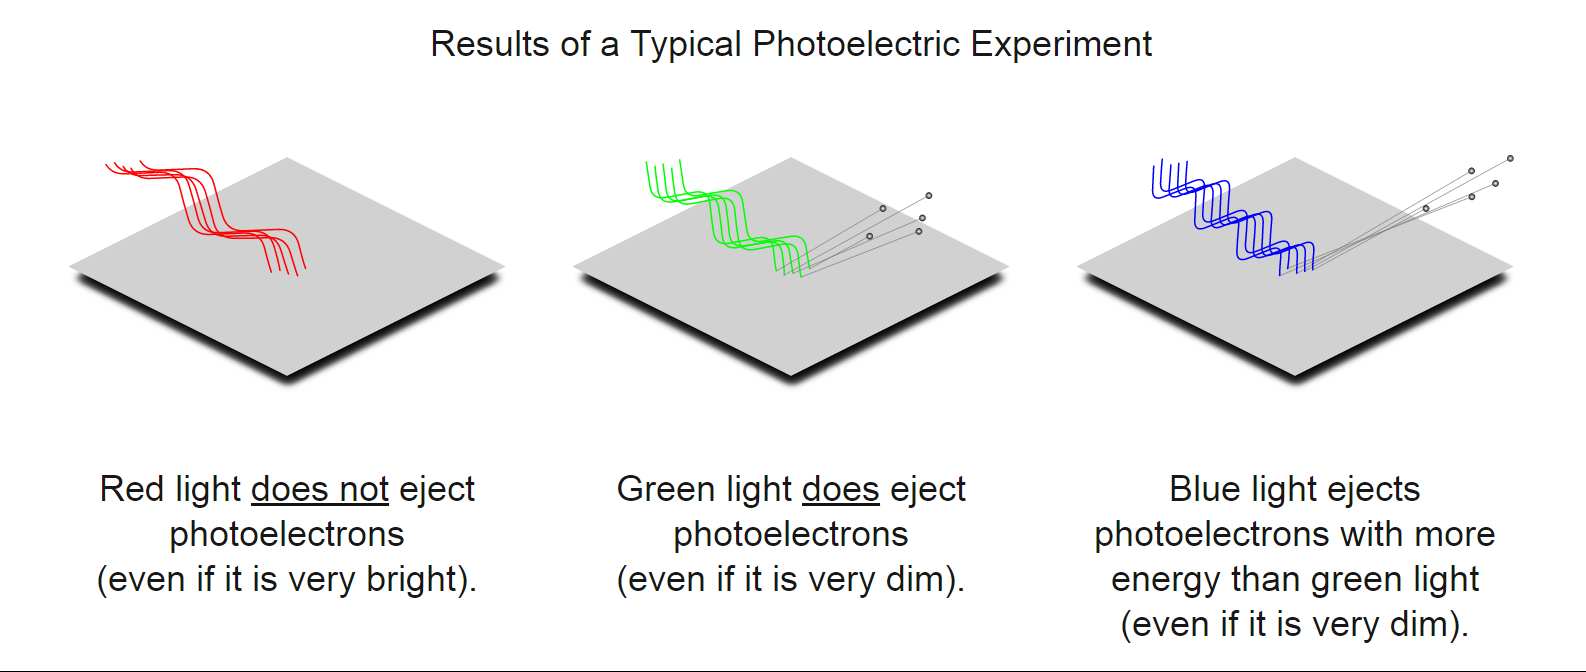 Results of a Typical Photoelectric Experiment
Red light does not eject
photoelectrons
(even if it is very bright).
Green light does eject
photoelectrons
(even if it is very dim).
Blue light ejects
photoelectrons with more
energy than green light
(even if it is very dim).